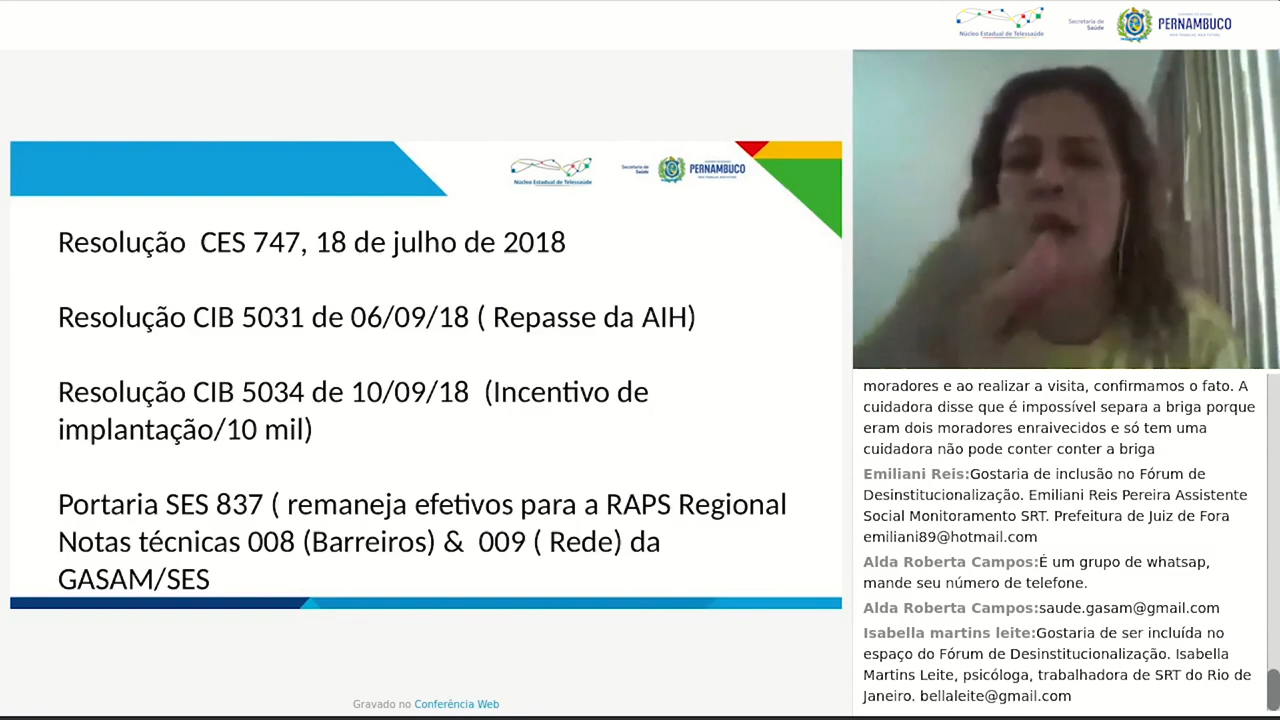 Núcleo Estadual de Telessaúde
Secretaria de
Saúde
PERNAMBUCO
Núcleo Estadual de Telessaúde
Secretaria de
Saúde
PERNAMBUCO
Resolução CES 747, 18 de julho de 2018
Resolução CIB 5031 de 06/09/18 ( Repasse da AIH)
Resolução CIB 5034 de 10/09/18 (Incentivo de
implantação/10 mil)
Portaria SES 837 ( remaneja efetivos para a RAPS Regional
Notas técnicas 008 (Barreiros) & 009 ( Rede) da
GASAM/SES
moradores e ao realizar a visita, confirmamos o fato. A
cuidadora disse que é impossível separa a briga porque
eram dois moradores enraivecidos e só tem uma
cuidadora não pode conter conter a briga
Emiliani Reis:Gostaria de inclusão no Fórum de
Desinstitucionalização. Emiliani Reis Pereira Assistente
Social Monitoramento SRT. Prefeitura de Juiz de Fora
emiliani89@hotmail.com
Alda Roberta Campos:É um grupo de whatsap,
mande seu número de telefone.
Alda Roberta Campos:saude.gasam@gmail.com
Isabella martins leite:Gostaria de ser incluída no
espaço do Fórum de Desinstitucionalização. Isabella
Martins Leite, psicóloga, trabalhadora de SRT do Rio de
Janeiro. bellaleite@gmail.com
Gravado no Conferência Web